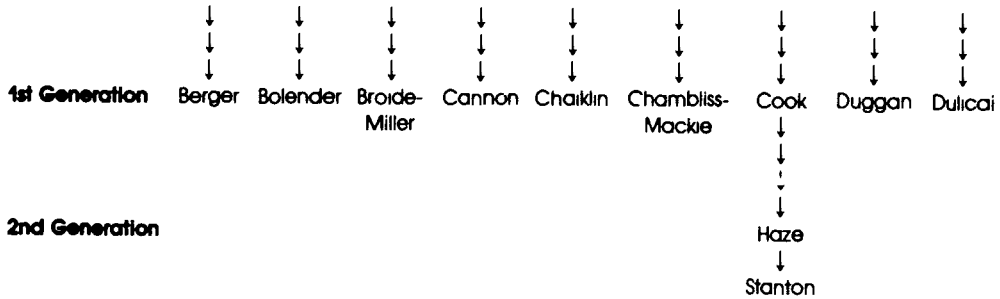 1st Generation Berger Bolender Broide- Cannon Chaiklin Chambliss- Cook Duggan Dulicai
Miller Mackie
2nd Generation Haze
Stanton